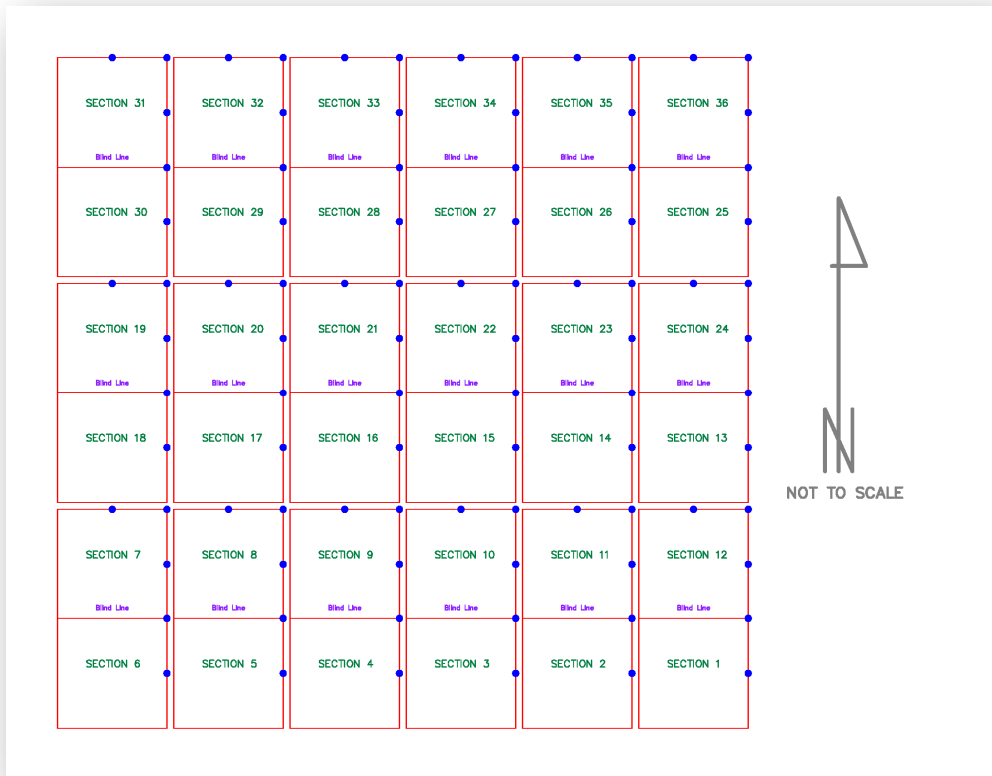 SECTION 31 SECTION 32 SECTION 33 SECTION 34 SECTION 35 SECTION 36
Blind Line Blind Line Blind Line Blind Line Blind Line Blind Line
SECTION 30 SECTION 29 SECTION 28 SECTION 27 SECTION 26 SECTION 25
SECTION 19 SECTION 20 SECTION 21 SECTION 22 SECTION 23 SECTION 24
Blind Line Blind Line Blind Line Blind Line Blind Line Blind Line
SECTION 18 SECTION 17 SECTION 16 SECTION 15 SECTION 14 SECTION 13
N
NOT TO SCALE
SECTION 7 SECTION 8 SECTION 9 SECTION 10 SECTION 11 SECTION 12
Blind Line Blind Line Blind Line Blind Line Blind Line Blind Line
SECTION 6 SECTION 5 SECTION 4 SECTION 3 SECTION 2 SECTION 1